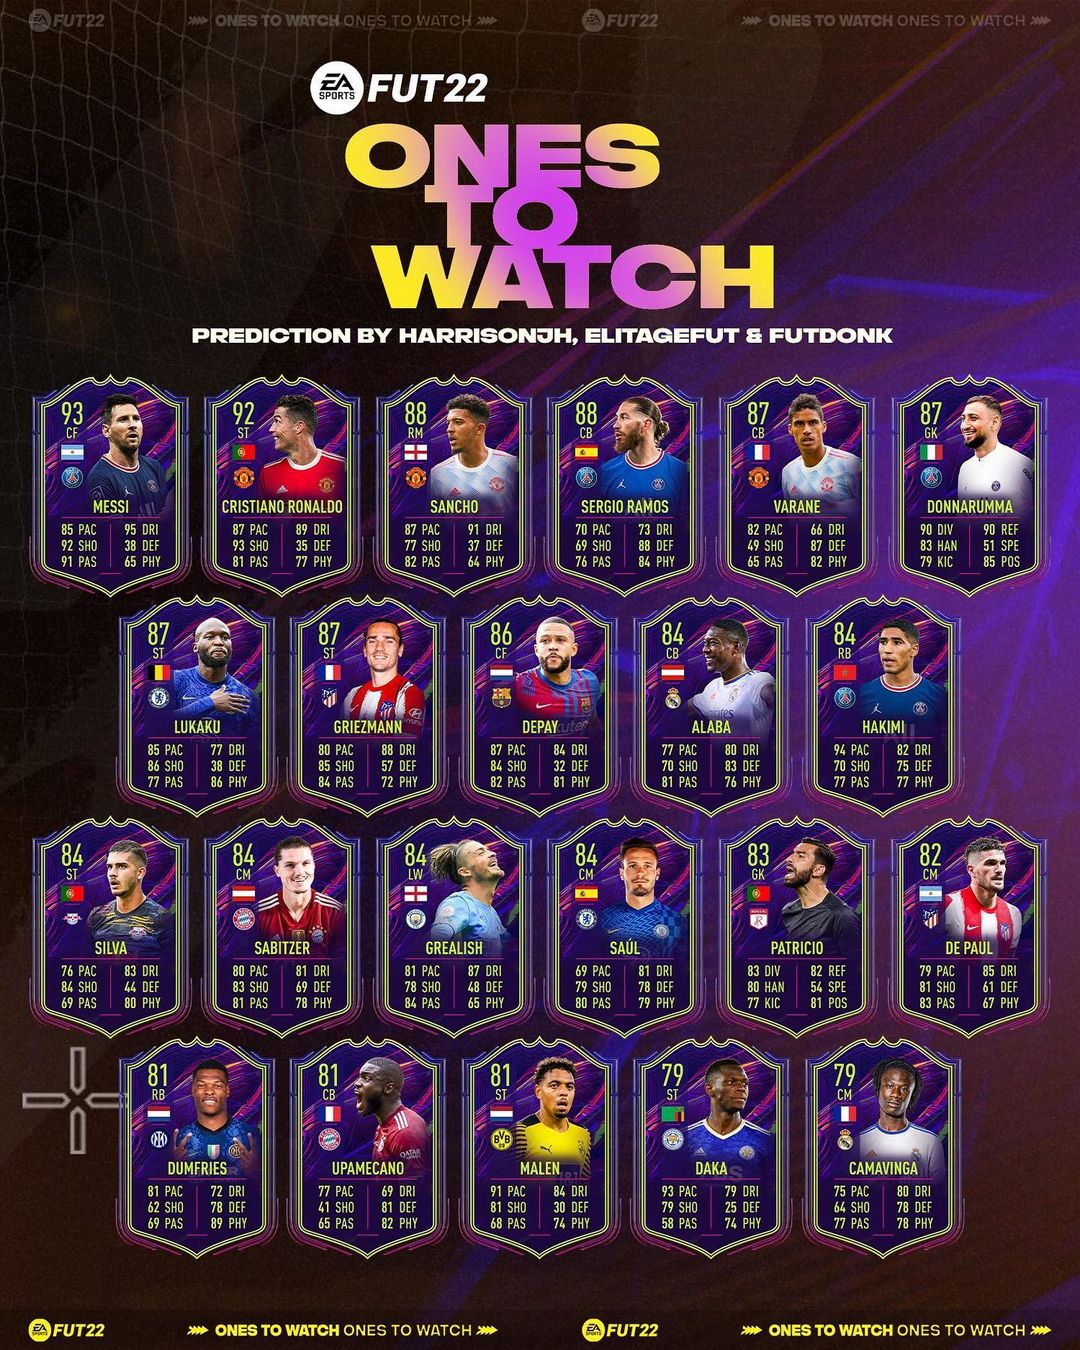 EA SPORTS FUT22 ONES TO WATCH ONES TO WATCH EA SPORTS FUT22 ONES TO WATCH ONES TO WATCH
EA SPORTS FUT22
ONES
TO
WATCH
PREDICTION BY HARRISONJH, ELITAGEFUT & FUTDONK
93
CF
MESSI
85 PAC 95 DRI
92 SHO 38 DEF
91 PAS 65 PHY
92
ST
CRISTIANO RONALDO
87 PAC 89 DRI
93 SHO 35 DEF
81 PAS 77 PHY
88
RM
SANCHO
87 PAC 91 DRI
77 SHO 37 DEF
82 PAS 64 PHY
88
CB
SERGIO RAMOS
70 PAC 73 DRI
69 SHO 88 DEF
76 PAS 84 PHY
87
CB
VARANE
82 PAC 66 DRI
49 SHO 87 DEF
65 PAS 82 PHY
87
GK
DONNARUMMA
90 DIV 90 REF
83 HAN 51 SPE
79 KIC 85 POS
87
ST
LUKAKU
85 PAC 77 DRI
86 SHO 38 DEF
77 PAS 86 PHY
87
ST
GRIEZMANN
80 PAC 88 DRI
85 SHO 57 DEF
84 PAS 72 PHY
86
CF
DEPAY
87 PAC 84 DRI
84 SHO 32 DEF
82 PAS 81 PHY
84
CB
ALABA
77 PAC 80 DRI
70 SHO 83 DEF
81 PAS 76 PHY
84
RB
HAKIMI
94 PAC 82 DRI
70 SHO 75 DEF
77 PAS 77 PHY
84
ST
SILVA
76 PAC 83 DRI
84 SHO 44 DEF
69 PAS 80 PHY
84
CM
SABITZER
80 PAC 81 DRI
83 SHO 69 DEF
81 PAS 78 PHY
84
LW
GREALISH
81 PAC 87 DRI
78 SHO 48 DEF
84 PAS 65 PHY
84
CM
SAÚL
69 PAC 81 DRI
79 SHO 78 DEF
80 PAS 79 PHY
83
GK
PATRICIO
83 DIV 82 REF
80 HAN 54 SPE
77 KIC 81 POS
82
CM
DE PAUL
79 PAC 85 DRI
81 SHO 61 DEF
83 PAS 67 PHY
81
RB
DUMFRIES
81 PAC 72 DRI
62 SHO 78 DEF
69 PAS 89 PHY
81
CB
UPAMECANO
77 PAC 69 DRI
41 SHO 81 DEF
65 PAS 82 PHY
81
ST
MALEN
91 PAC 84 DRI
81 SHO 30 DEF
68 PAS 74 PHY
79
ST
DAKA
93 PAC 79 DRI
79 SHO 25 DEF
58 PAS 74 PHY
79
CM
CAMAVINGA
75 PAC 80 DRI
64 SHO 78 DEF
77 PAS 78 PHY
EA SPORTS FUT22 ONES TO WATCH ONES TO WATCH EA SPORTS FUT22 ONES TO WATCH ONES TO WATCH